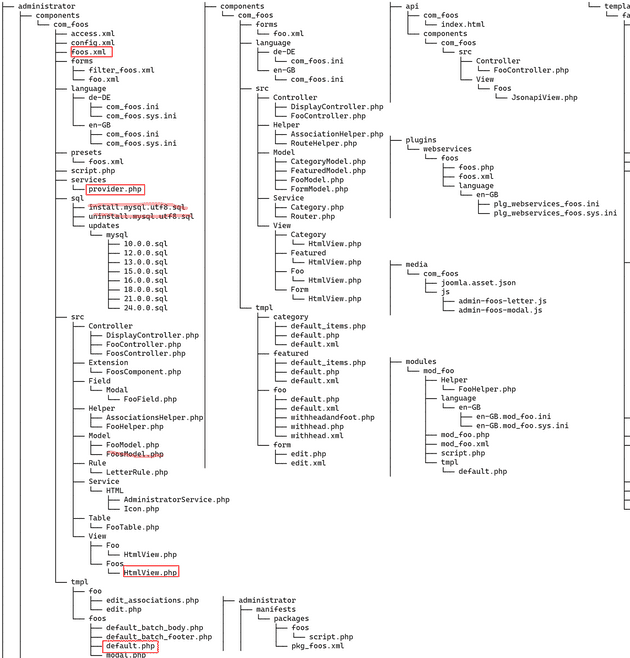 administrator
components
com_foos
access.xml
config.xml
foos.xml
forms
filter_foos.xml
foo.xml
language
de-DE
com_foos.ini
com_foos.sys.ini
en-GB
com_foos.ini
com_foos.sys.ini
presets
foos.xml
script.php
services
provider.php
sql
install.mysql.utf8.sql
uninstall.mysql.utf8.sql
updates
mysql
10.0.0.sql
12.0.0.sql
13.0.0.sql
15.0.0.sql
16.0.0.sql
18.0.0.sql
21.0.0.sql
24.0.0.sql
src
Controller
DisplayController.php
FooController.php
FoosController.php
Extension
FoosComponent.php
Field
Modal
FooField.php
Helper
AssociationsHelper.php
FooHelper.php
Model
FooModel.php
FoosModel.php
Rule
LetterRule.php
Service
HTML
AdministratorService.php
Icon.php
Table
FooTable.php
View
Foo
HtmlView.php
Foos
HtmlView.php
tmpl
foo
edit_associations.php
edit.php
foos
default_batch_body.php
default_batch_footer.php
default.php
modal.php
components
com_foos
forms
foo.xml
language
de-DE
com_foos.ini
en-GB
com_foos.ini
src
Controller
DisplayController.php
FooController.php
Helper
AssociationHelper.php
RouteHelper.php
Model
CategoryModel.php
FeaturedModel.php
FooModel.php
FormModel.php
Service
Category.php
Router.php
View
Category
HtmlView.php
Featured
HtmlView.php
Foo
HtmlView.php
Form
HtmlView.php
tmpl
category
default_items.php
default.php
default.xml
featured
default_items.php
default.php
default.xml
foo
default.php
default.xml
withheadandfoot.php
withhead.php
withhead.xml
form
edit.php
edit.xml
administrator
manifests
packages
foos
script.php
pkg_foos.xml
api
com_foos
index.html
components
com_foos
src
Controller
FooController.php
View
Foos
JsonapiView.php
plugins
webservices
foos
foos.php
foos.xml
language
en-GB
plg_webservices_foos.ini
plg_webservices_foos.sys.ini
media
com_foos
joomla.asset.json
js
admin-foos-letter.js
admin-foos-modal.js
modules
mod_foo
Helper
FooHelper.php
language
en-GB
en-GB.mod_foo.ini
en-GB.mod_foo.sys.ini
mod_foo.php
mod_foo.xml
script.php
tmpl
default.php
templa
fa